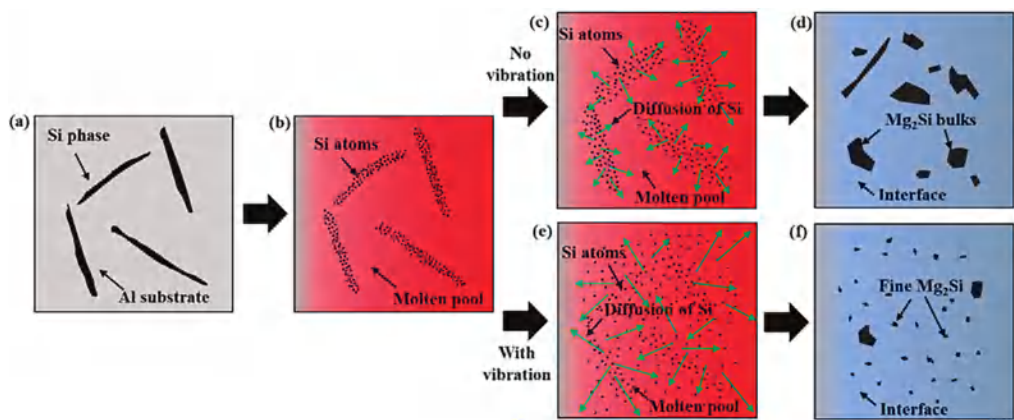 (a)
Si phase
Al substrate
(b)
Si atoms
Molten pool
No
vibration
(c)
Si atoms
Diffusion of Si
Molten pool
(d)
Mg₂Si bulks
Interface
With
vibration
(e)
Si atoms
Diffusion of Si
Molten pool
(f)
Fine Mg₂Si
Interface